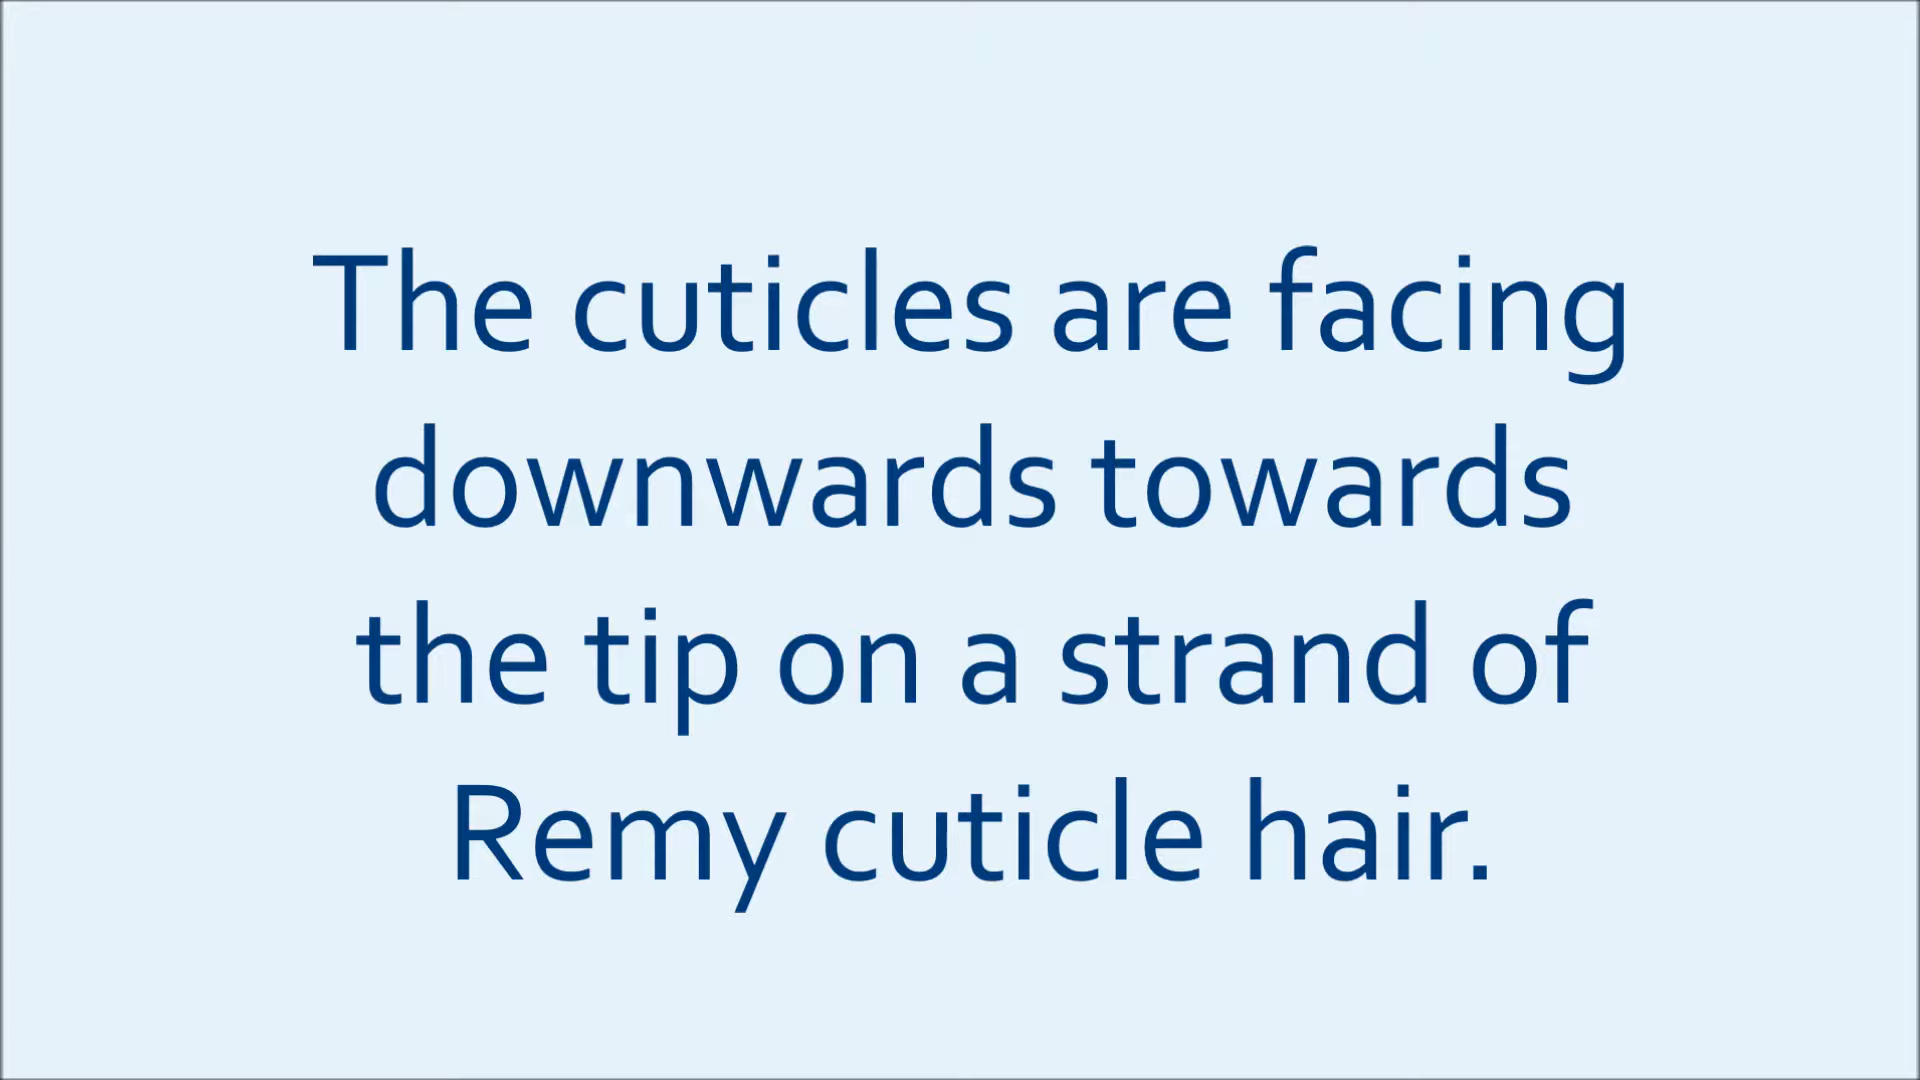 The cuticles are facing
downwards towards
the tip on a strand of
Remy cuticle hair.